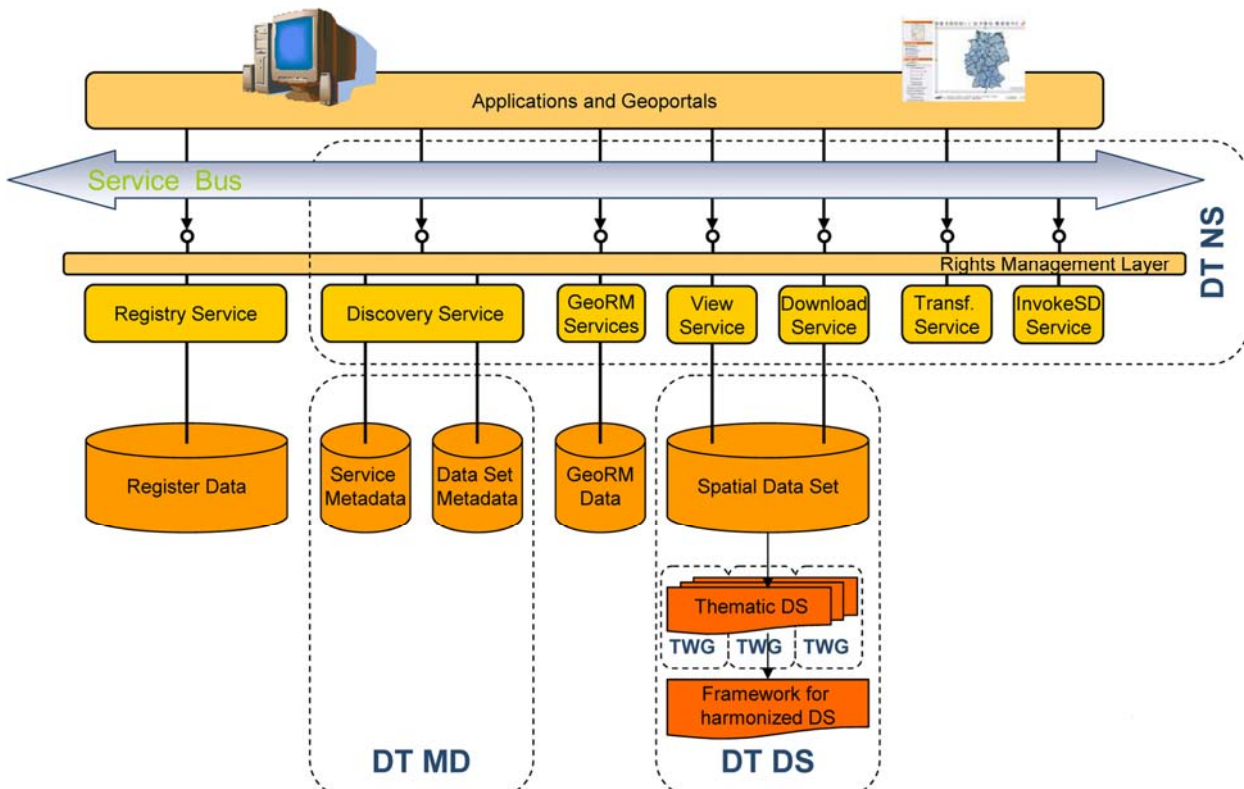 Applications and Geoportals
Service Bus
DT NS
Rights Management Layer
Registry Service
Discovery Service
GeoRM
Services
View
Service
Download
Service
Transf.
Service
InvokeSD
Service
Register Data
Service
Metadata
Data Set
Metadata
GeoRM
Data
Spatial Data Set
Thematic DS
TWG
TWG
TWG
Framework for
harmonized DS
DT MD
DT DS